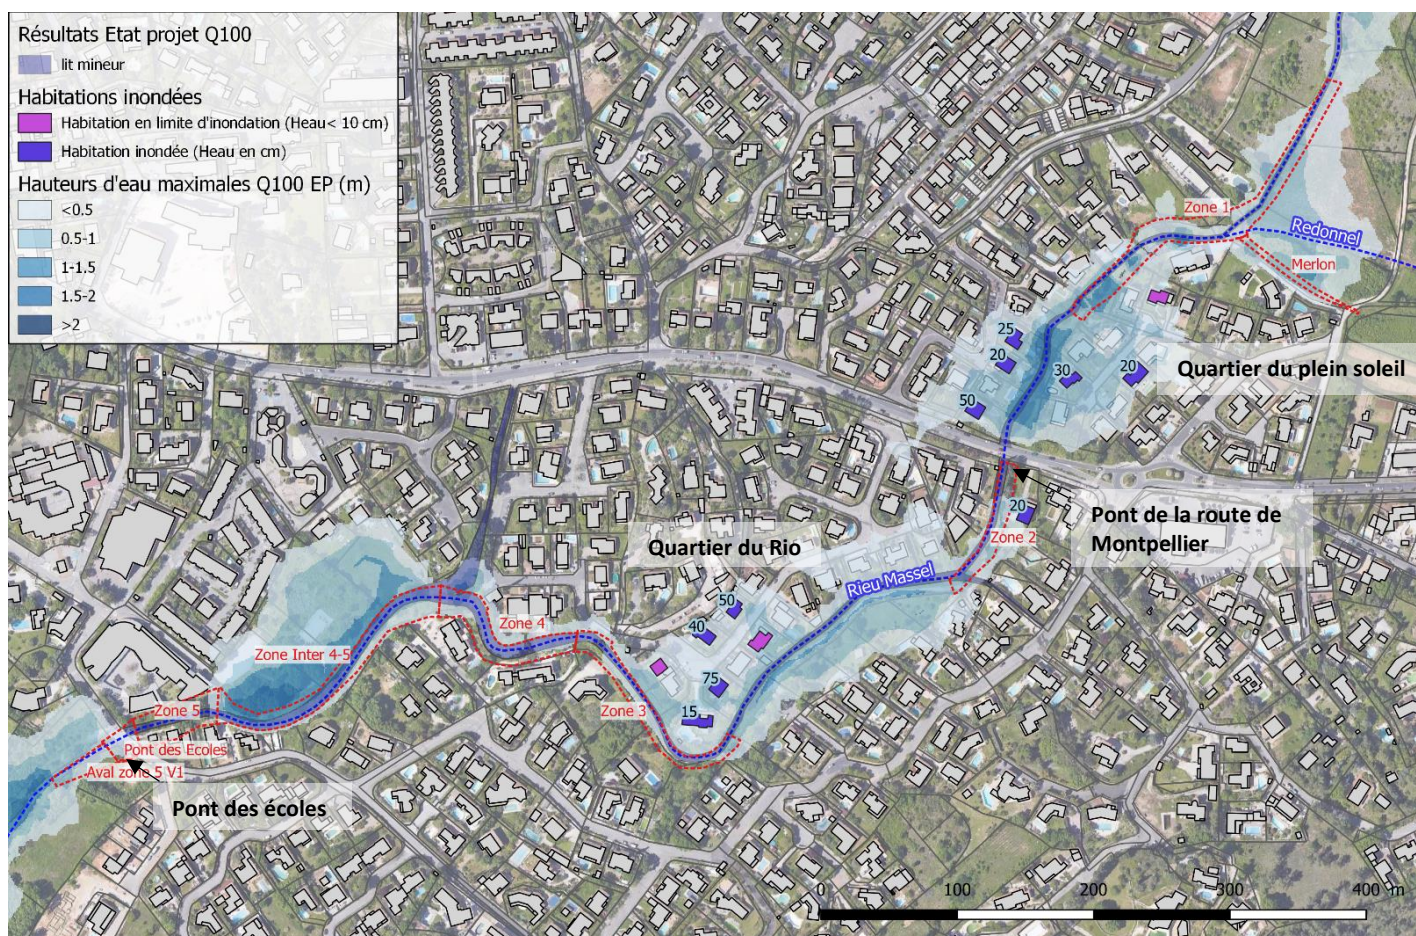 Résultats Etat projet Q100
lit mineur
Habitations inondées
Habitation en limite d'inondation (Heau< 10 cm)
Habitation inondée (Heau en cm)
Hauteurs d'eau maximales Q100 EP (m)
<0.5
0.5-1
1-1.5
1.5-2
>2
Zone 1
Redonnel
Merlon
25
20
30
20
50
Quartier du plein soleil
20
Pont de la route de
Montpellier
Zone 2
Quartier du Rio
Rieu Massel
50
40
75
15
Zone 4
Zone Inter 4-5
Zone 3
Zone 5
Pont des Ecoles
Aval zone 5 V1
Pont des écoles
0
100
200
300
400 m